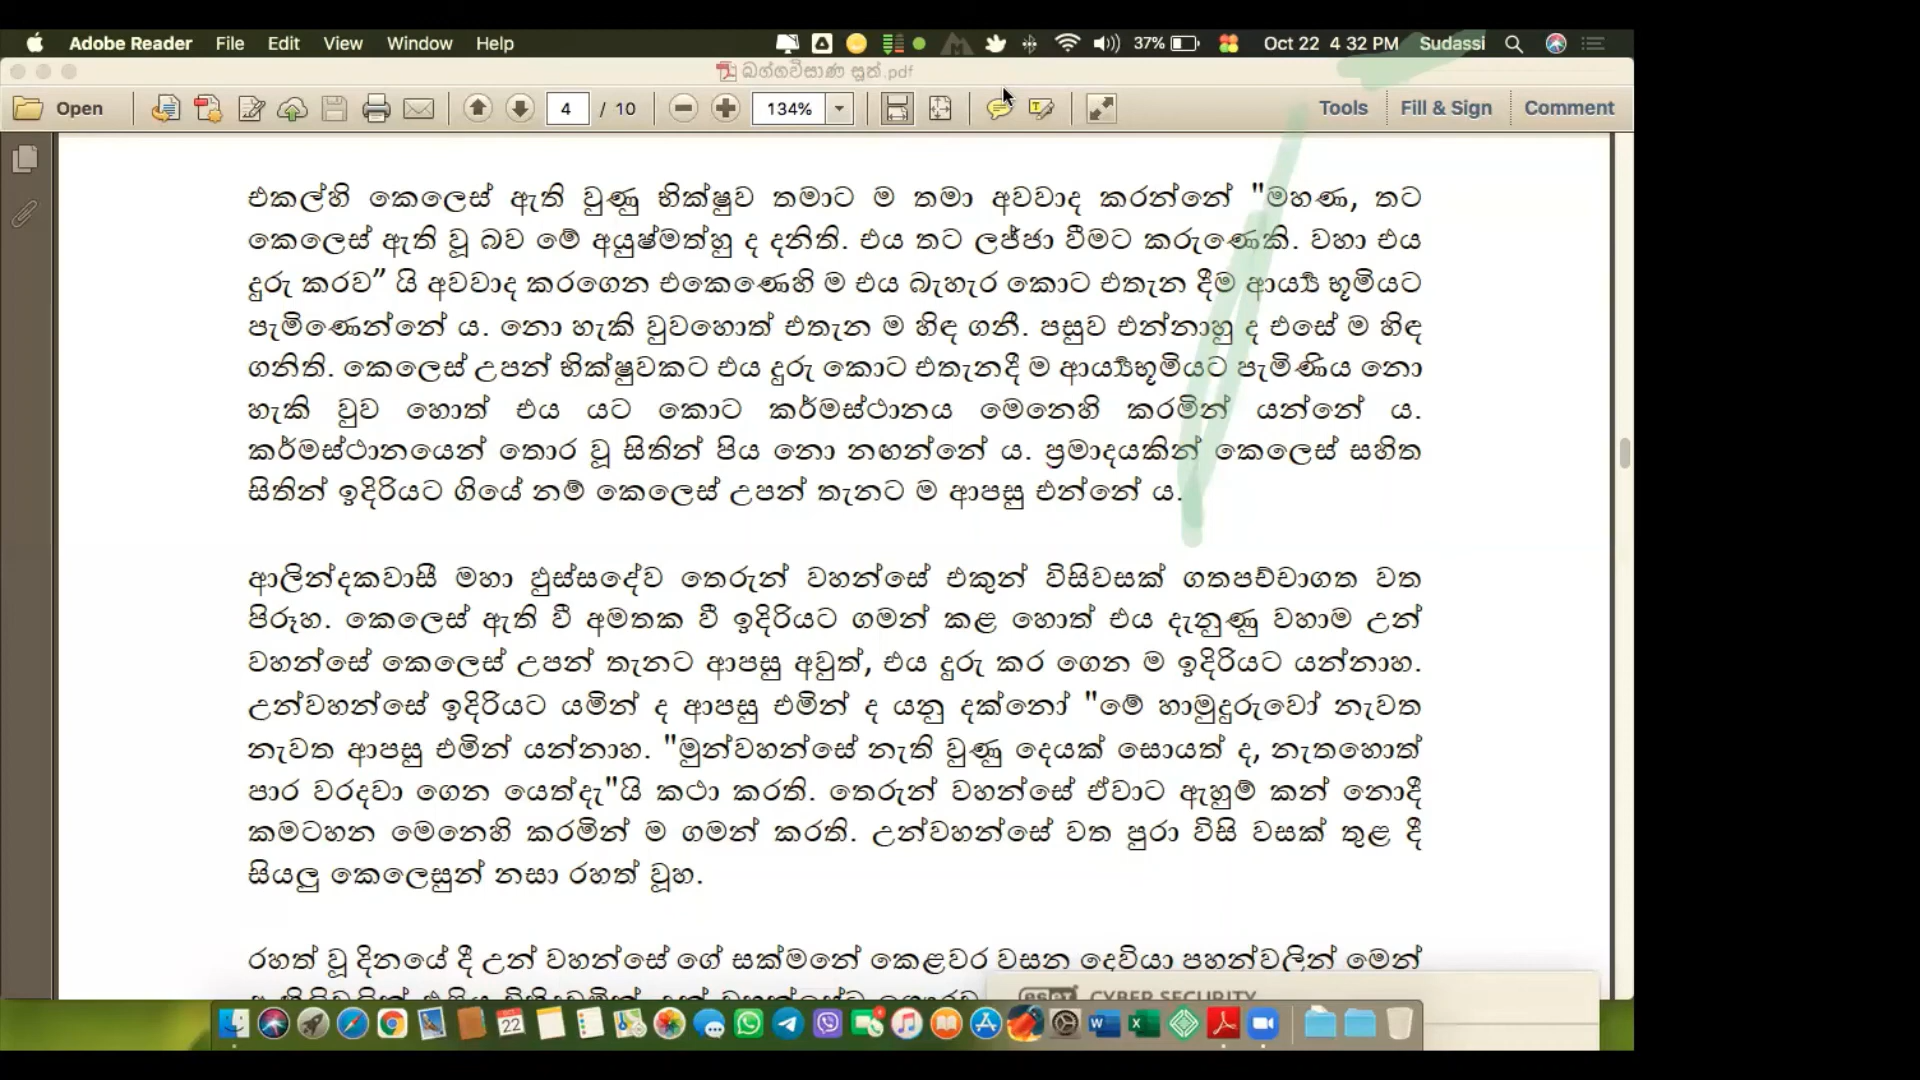 Adobe Reader File Edit View Window Help 37% Oct 22 4:32 PM Sudassi
ඛග්ගවිසාණ සූත්.pdf
Open 4 / 10 134% Tools Fill & Sign Comment
එකල්හි කෙලෙස් ඇති වුණු භික්ෂුව තමාට ම තමා අවවාද කරන්නේ "මහණ, තට
කෙලෙස් ඇති වූ බව මේ අයුෂ්මත්හු ද දනිති. එය තට ලජ්ජා වීමට කරුණෙකි. වහා එය
දුරු කරව” යි අවවාද කරගෙන එකෙණෙහි ම එය බැහැර කොට එතැන දීම ආර්‍ය්‍ය භූමියට
පැමිණෙන්නේ ය. නො හැකි වුවහොත් එතැන ම හිඳ ගනී. පසුව එන්නාහු ද එසේ ම හිඳ
ගනිති. කෙලෙස් උපන් භික්ෂුවකට එය දුරු කොට එතැනදී ම ආර්‍ය්‍යභූමියට පැමිණිය නො
හැකි වුව හොත් එය යට කොට කර්මස්ථානය මෙනෙහි කරමින් යන්නේ ය.
කර්මස්ථානයෙන් තොර වූ සිතින් පිය නො නඟන්නේ ය. ප්‍රමාදයකින් කෙලෙස් සහිත
සිතින් ඉදිරියට ගියේ නම් කෙලෙස් උපන් තැනට ම ආපසු එන්නේ ය.
ආලින්දකවාසී මහා ඵුස්සදේව තෙරුන් වහන්සේ එකුන් විසිවසක් ගතපච්චාගත වත
පිරූහ. කෙලෙස් ඇති වී අමතක වී ඉදිරියට ගමන් කළ හොත් එය දැනුණු වහාම උන්
වහන්සේ කෙලෙස් උපන් තැනට ආපසු අවුත්, එය දුරු කර ගෙන ම ඉදිරියට යන්නාහ.
උන්වහන්සේ ඉදිරියට යමින් ද ආපසු එමින් ද යනු දක්නෝ "මේ හාමුදුරුවෝ නැවත
නැවත ආපසු එමින් යන්නාහ. "මුන්වහන්සේ නැති වුණු දෙයක් සොයත් ද, නැතහොත්
පාර වරදවා ගෙන යෙත්දැ"යි කථා කරති. තෙරුන් වහන්සේ ඒවාට ඇහුම් කන් නොදී
කමටහන මෙනෙහි කරමින් ම ගමන් කරති. උන්වහන්සේ වත පුරා විසි වසක් තුළ දී
සියලු කෙලෙසුන් නසා රහත් වූහ.
රහත් වූ දිනයේ දී උන් වහන්සේ ගේ සක්මනේ කෙළවර වසන දෙවියා පහන්වලින් මෙන්
eset CYBER SECURITY
22